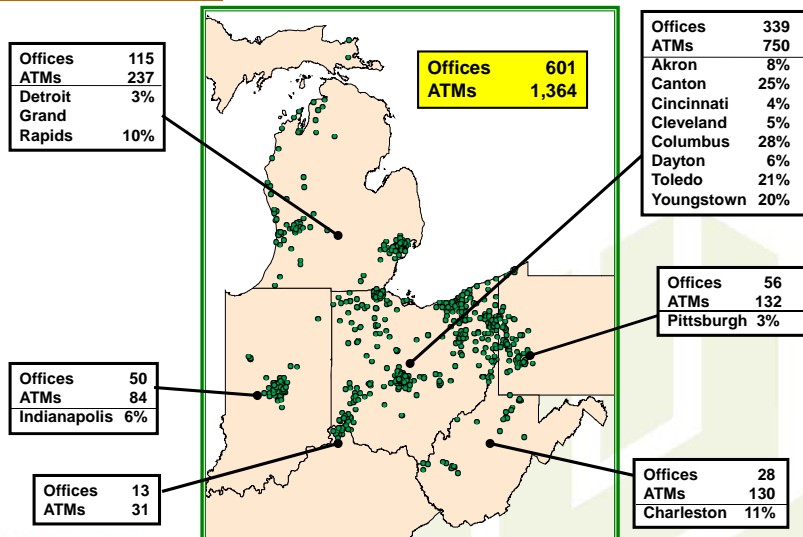 Offices 115
ATMs 237
Detroit 3%
Grand
Rapids 10%
Offices 601
ATMs 1,364
Offices 339
ATMs 750
Akron 8%
Canton 25%
Cincinnati 4%
Cleveland 5%
Columbus 28%
Dayton 6%
Toledo 21%
Youngstown 20%
Offices 56
ATMs 132
Pittsburgh 3%
Offices 50
ATMs 84
Indianapolis 6%
Offices 13
ATMs 31
Offices 28
ATMs 130
Charleston 11%